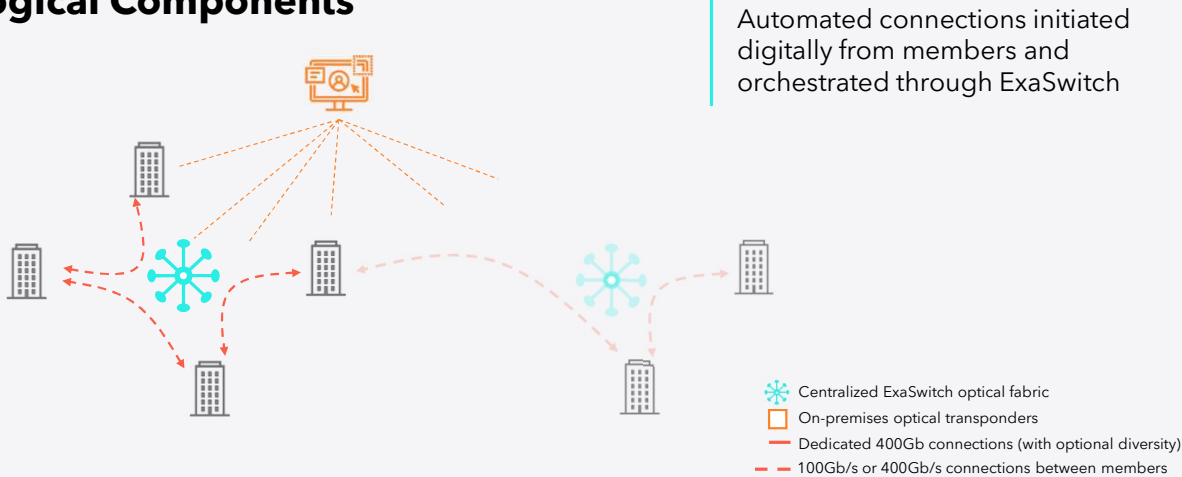 ogical Components
Automated connections initiated
digitally from members and
orchestrated through ExaSwitch
Centralized ExaSwitch optical fabric
On-premises optical transponders
Dedicated 400Gb connections (with optional diversity)
100Gb/s or 400Gb/s connections between members